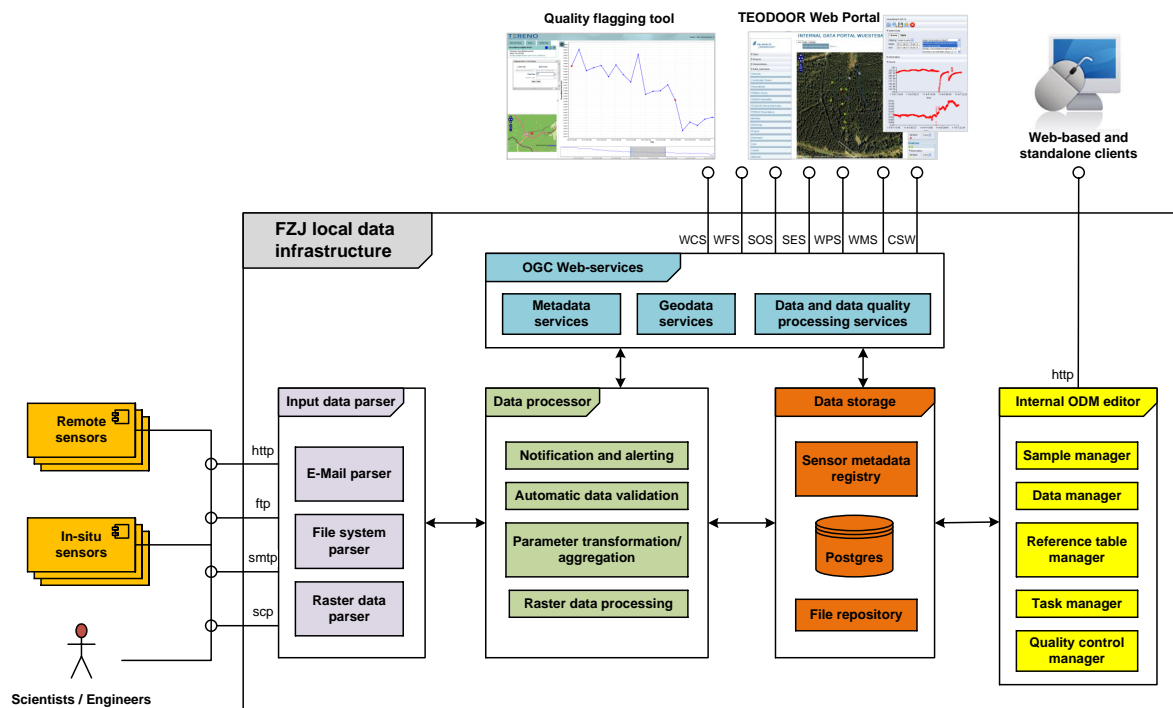 Quality flagging tool
TEODOOR Web Portal
TERENO
INTERNAL DATA PORTAL WUESTEBA
Web-based and
standalone clients
FZJ local data
infrastructure
WCS
WFS
SOS
SES
WPS
WMS
CSW
OGC Web-services
Metadata
services
Geodata
services
Data and data quality
processing services
http
Input data parser
Data processor
Data storage
Internal ODM editor
Remote
sensors
In-situ
sensors
Scientists / Engineers
http
ftp
smtp
scp
E-Mail parser
File system
parser
Raster data
parser
Notification and alerting
Automatic data validation
Parameter transformation/
aggregation
Raster data processing
Sensor metadata
registry
Postgres
File repository
Sample manager
Data manager
Reference table
manager
Task manager
Quality control
manager